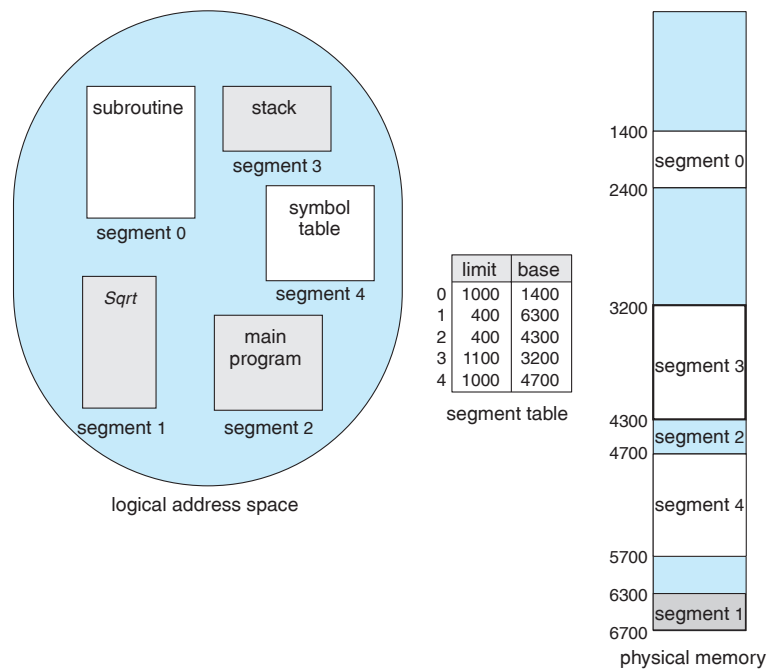 subroutine
segment 0
stack
segment 3
symbol
table
segment 4
Sqrt
segment 1
main
program
segment 2
logical address space
limit base
0 1000 1400
1 400 6300
2 400 4300
3 1100 3200
4 1000 4700
segment table
1400
segment 0
2400
3200
segment 3
4300
segment 2
4700
segment 4
5700
6300
segment 1
6700
physical memory